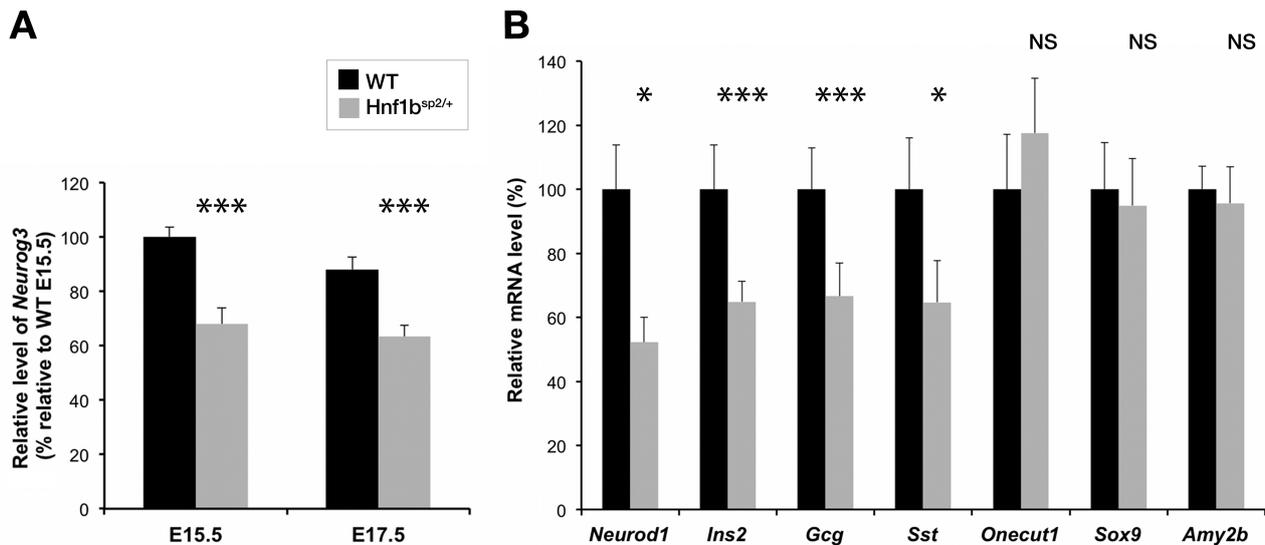 A
WT
Hnf1b^sp2/+
Relative level of Neurog3
(% relative to WT E15.5)
120
100
80
60
40
20
0
***
***
E15.5
E17.5
B
NS
NS
NS
Relative mRNA level (%)
140
120
100
80
60
40
20
0
*
***
***
*
Neurod1
Ins2
Gcg
Sst
Onecut1
Sox9
Amy2b